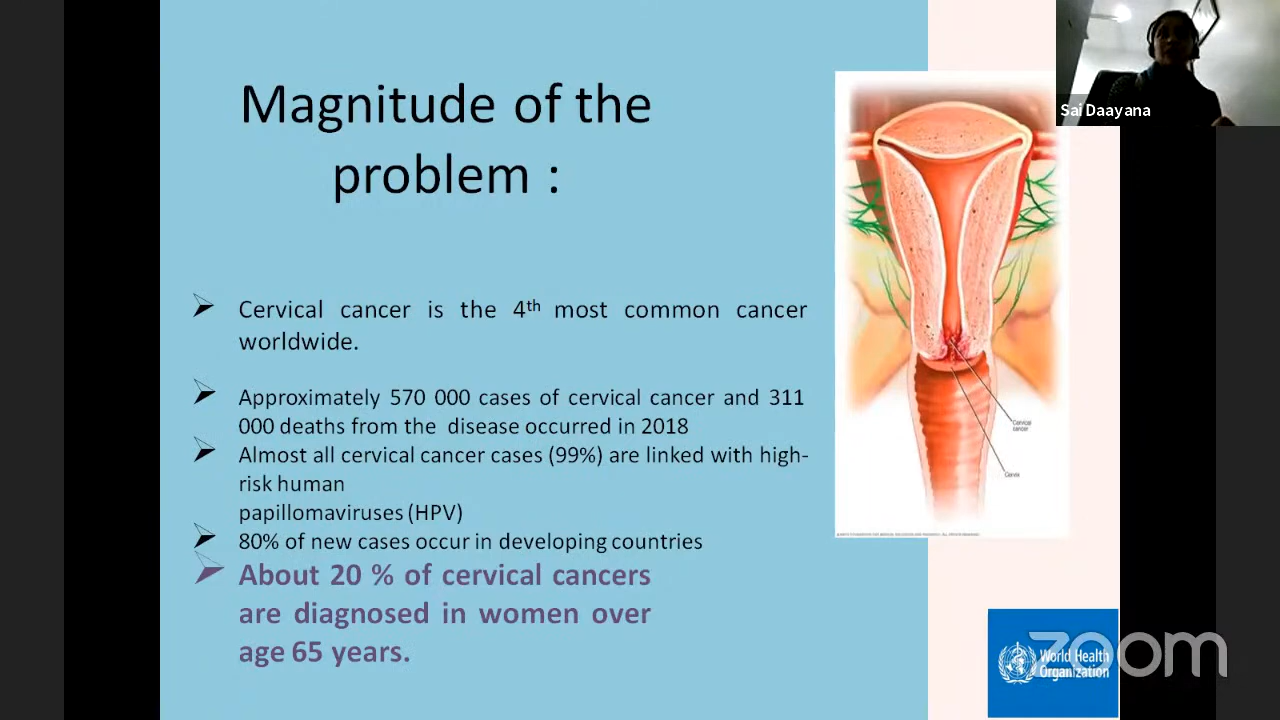 Magnitude of the
problem :
Cervical cancer is the 4th most common cancer
worldwide.
Approximately 570 000 cases of cervical cancer and 311
000 deaths from the disease occurred in 2018
Almost all cervical cancer cases (99%) are linked with high-
risk human
papillomaviruses (HPV)
80% of new cases occur in developing countries
About 20 % of cervical cancers
are diagnosed in women over
age 65 years.
Sai Daayana
Cervical
cancer
Cervix
World Health
Organization
zoom